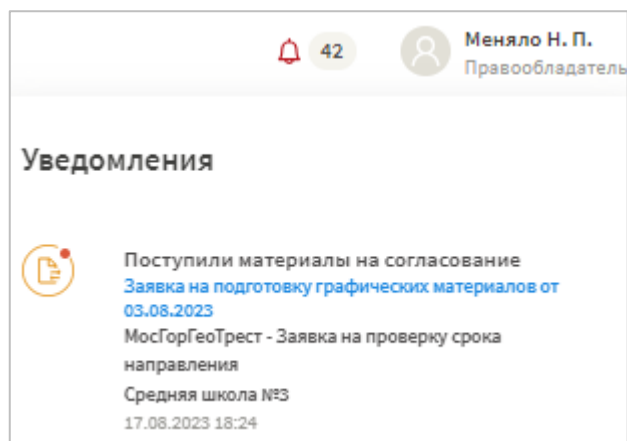 42
Меняло Н. П.
Правообладатель
Уведомления
Поступили материалы на согласование
Заявка на подготовку графических материалов от
03.08.2023
МосГорГеоТрест - Заявка на проверку срока
направления
Средняя школа №3
17.08.2023 18:24